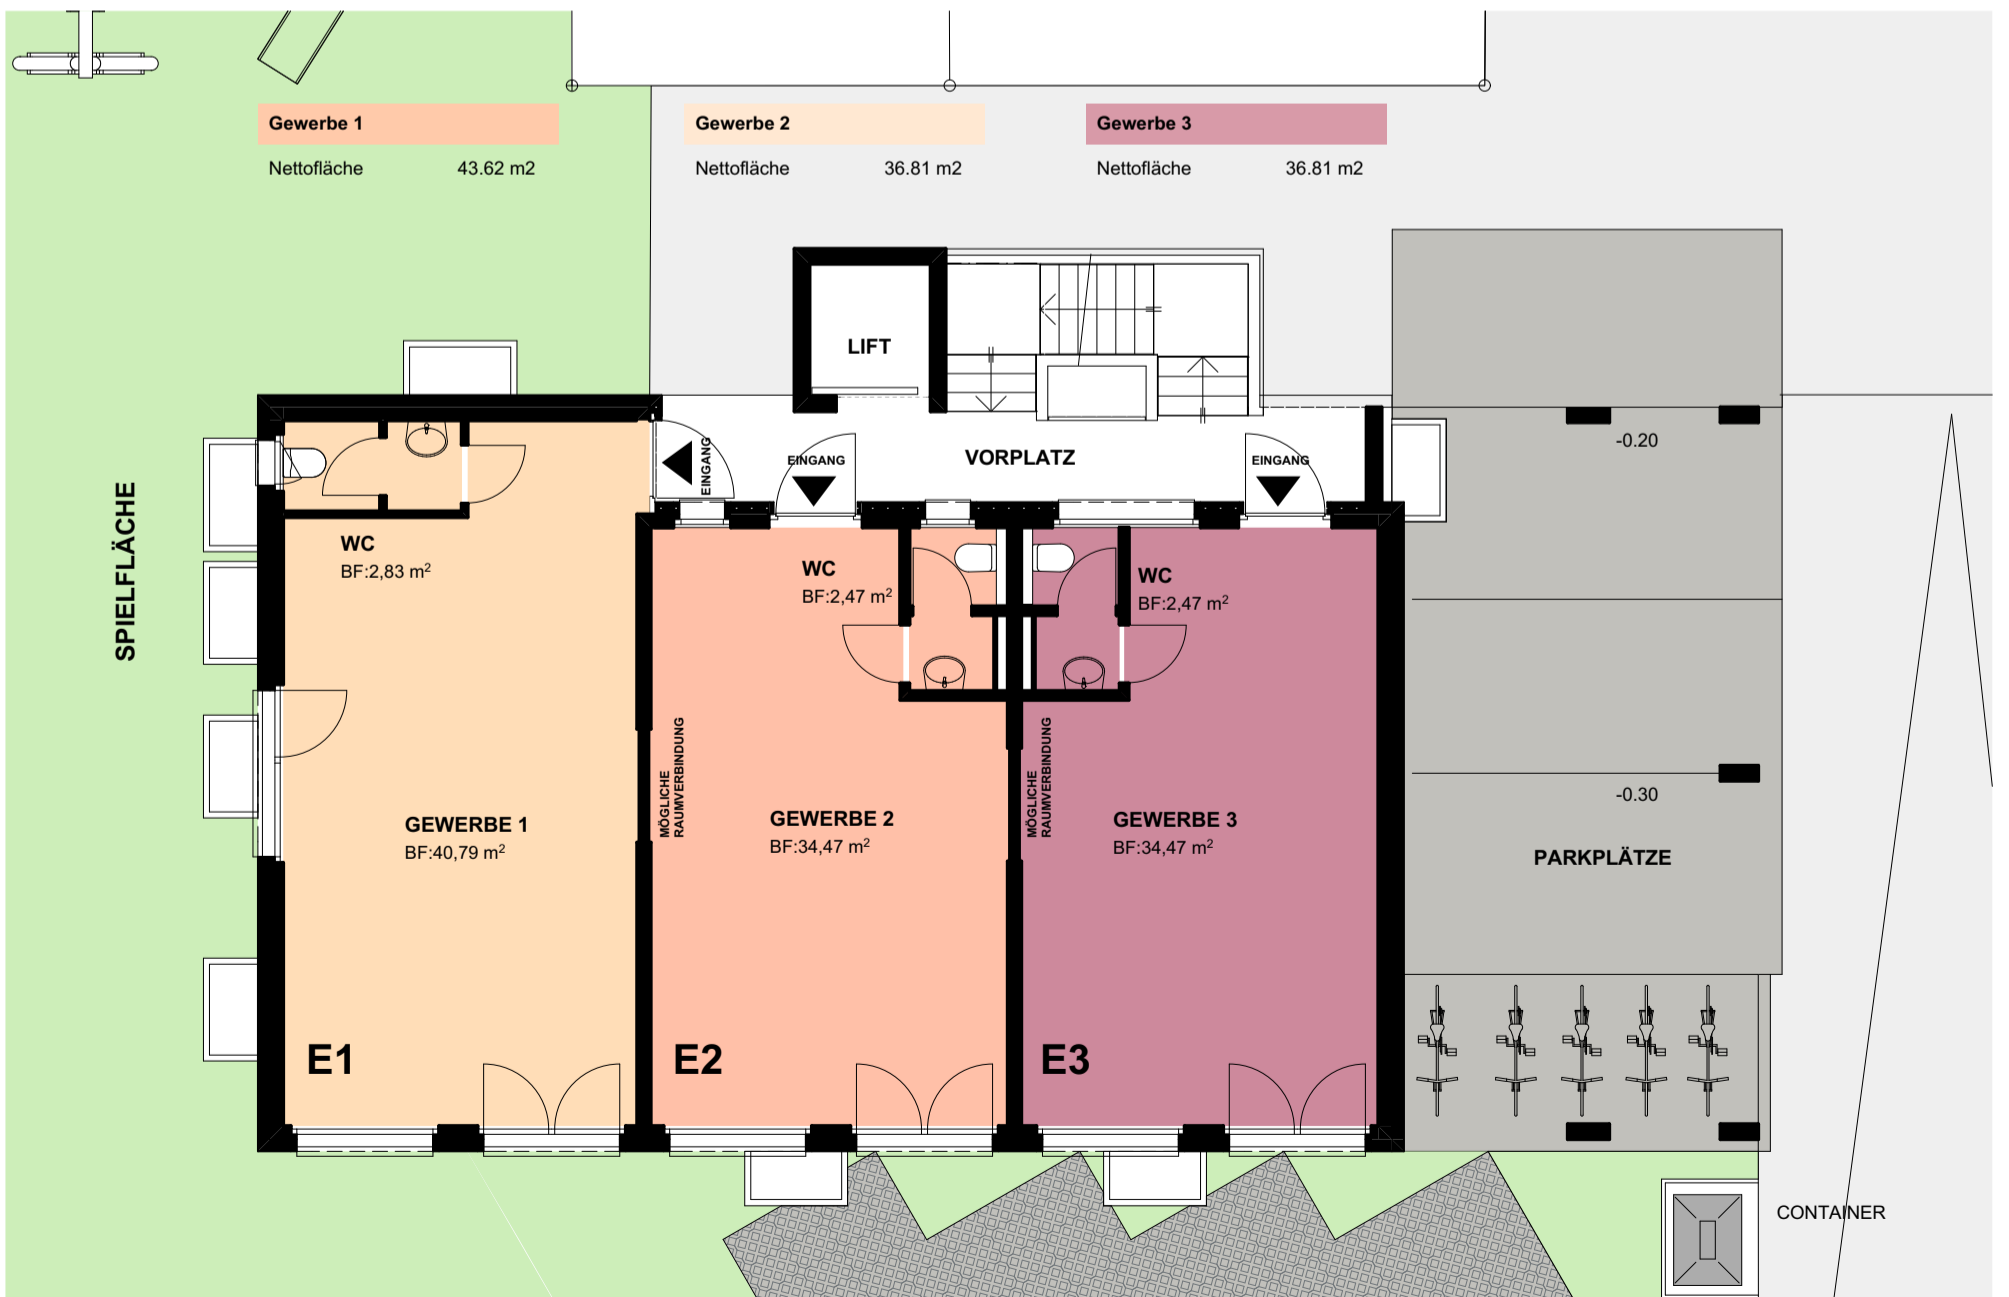 Gewerbe 1
Nettofläche 43.62 m2
Gewerbe 2
Nettofläche 36.81 m2
Gewerbe 3
Nettofläche 36.81 m2
LIFT
VORPLATZ
EINGANG
EINGANG
EINGANG
-0.20
SPIELFLÄCHE
WC
BF:2,83 m²
WC
BF:2,47 m²
WC
BF:2,47 m²
MÖGLICHE
RAUMVERBINDUNG
MÖGLICHE
RAUMVERBINDUNG
GEWERBE 1
BF:40,79 m²
GEWERBE 2
BF:34,47 m²
GEWERBE 3
BF:34,47 m²
-0.30
PARKPLÄTZE
E1
E2
E3
CONTAINER